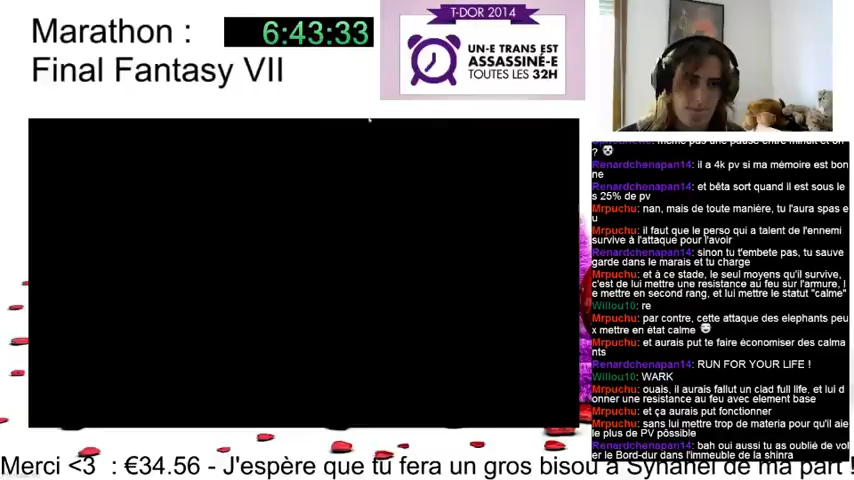 Marathon :
6:43:33
Final Fantasy VII
T-DOR 2014
UN-E TRANS EST
ASSASSINÉ-E
TOUTES LES 32H
?
Renardchenapan14: il a 4k pv si ma mémoire est bon
ne
Renardchenapan14: et bêta sort quand il est sous le
s 25% de pv
Mrpuchu: nan, mais de toute manière, tu l'aura spas e
u
Mrpuchu: il faut que le perso qui a talent de l'ennemi
survive à l'attaque pour l'avoir
Renardchenapan14: sinon tu t'embete pas, tu sauve
garde dans le marais et tu charge
Mrpuchu: et à ce stade, le seul moyens qu'il survive,
c'est de lui mettre une resistance au feu sur l'armure, l
e mettre en second rang, et lui mettre le statut "calme"
Willou10: re
Mrpuchu: par contre, cette attaque des elephants peu
x mettre en état calme
Mrpuchu: et aurais put te faire économiser des calma
nts
Renardchenapan14: RUN FOR YOUR LIFE !
Willou10: WARK
Mrpuchu: ouais, il aurais fallut un clad full life, et lui d
onner une resistance au feu avec element base
Mrpuchu: et ça aurais put fonctionner
Mrpuchu: sans lui mettre trop de materia pour qu'il aie
le plus de PV pôssible
Renardchenapan14: bah oui aussi tu as oublié de vol
er le Bord-dur dans l'immeuble de la shinra
Merci <3 : €34.56 - J'espère que tu fera un gros bisou à Synaher de ma part !